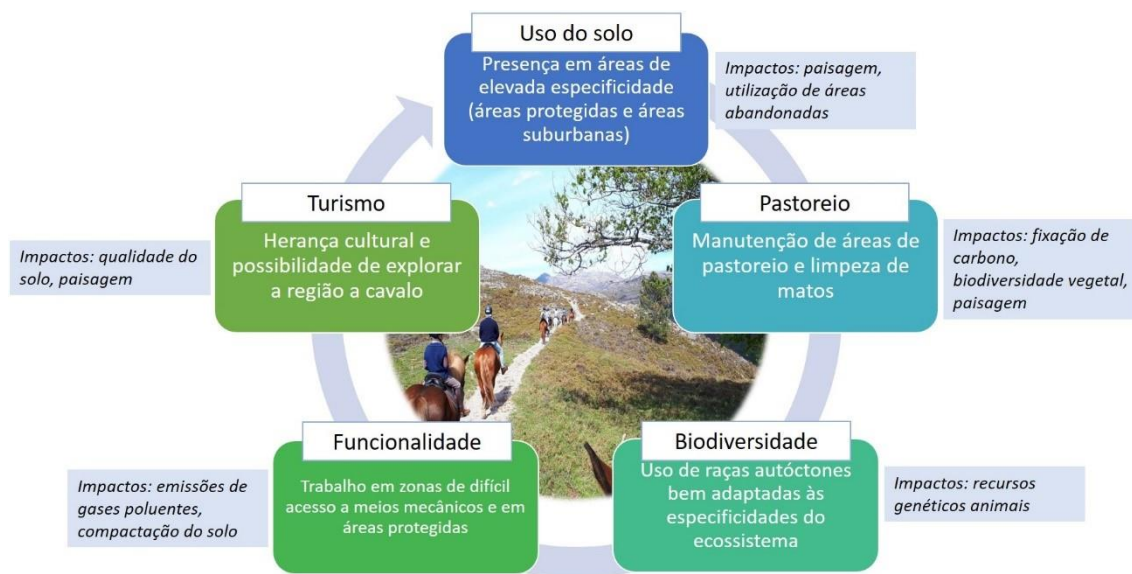 Uso do solo
Presença em áreas de
elevada especificidade
(áreas protegidas e áreas
suburbanas)
Impactos: paisagem,
utilização de áreas
abandonadas
Turismo
Herança cultural e
possibilidade de explorar
a região a cavalo
Impactos: qualidade do
solo, paisagem
Pastoreio
Manutenção de áreas de
pastoreio e limpeza de
matos
Impactos: fixação de
carbono,
biodiversidade vegetal,
paisagem
Funcionalidade
Trabalho em zonas de difícil
acesso a meios mecânicos e em
áreas protegidas
Impactos: emissões de
gases poluentes,
compactação do solo
Biodiversidade
Uso de raças autóctones
bem adaptadas às
especificidades do
ecossistema
Impactos: recursos
genéticos animais